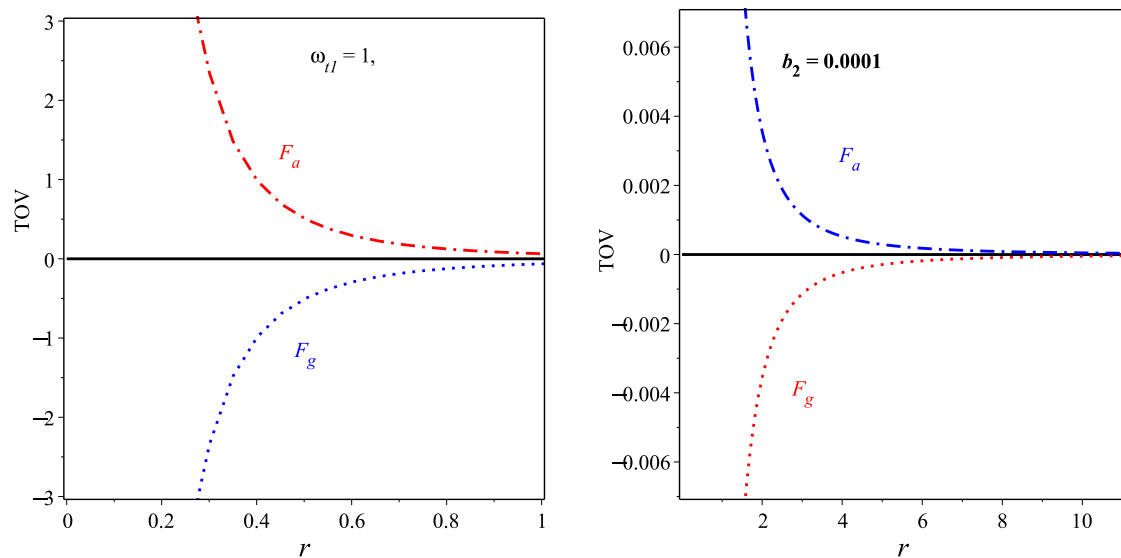 3
2
1
0
−1
−2
−3
TOV
ω_{t1} = 1,
F_a
F_g
0
0.2
0.4
0.6
0.8
1
r
0.006
0.004
0.002
0
−0.002
−0.004
−0.006
TOV
b_2 = 0.0001
F_a
F_g
2
4
6
8
10
r